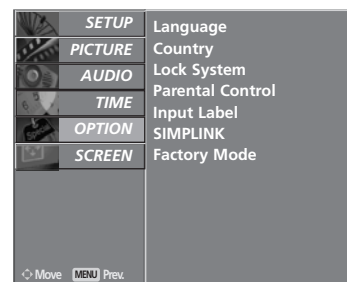 SETUP
PICTURE
AUDIO
TIME
OPTION
SCREEN
Language
Country
Lock System
Parental Control
Input Label
SIMPLINK
Factory Mode
Move MENU Prev.